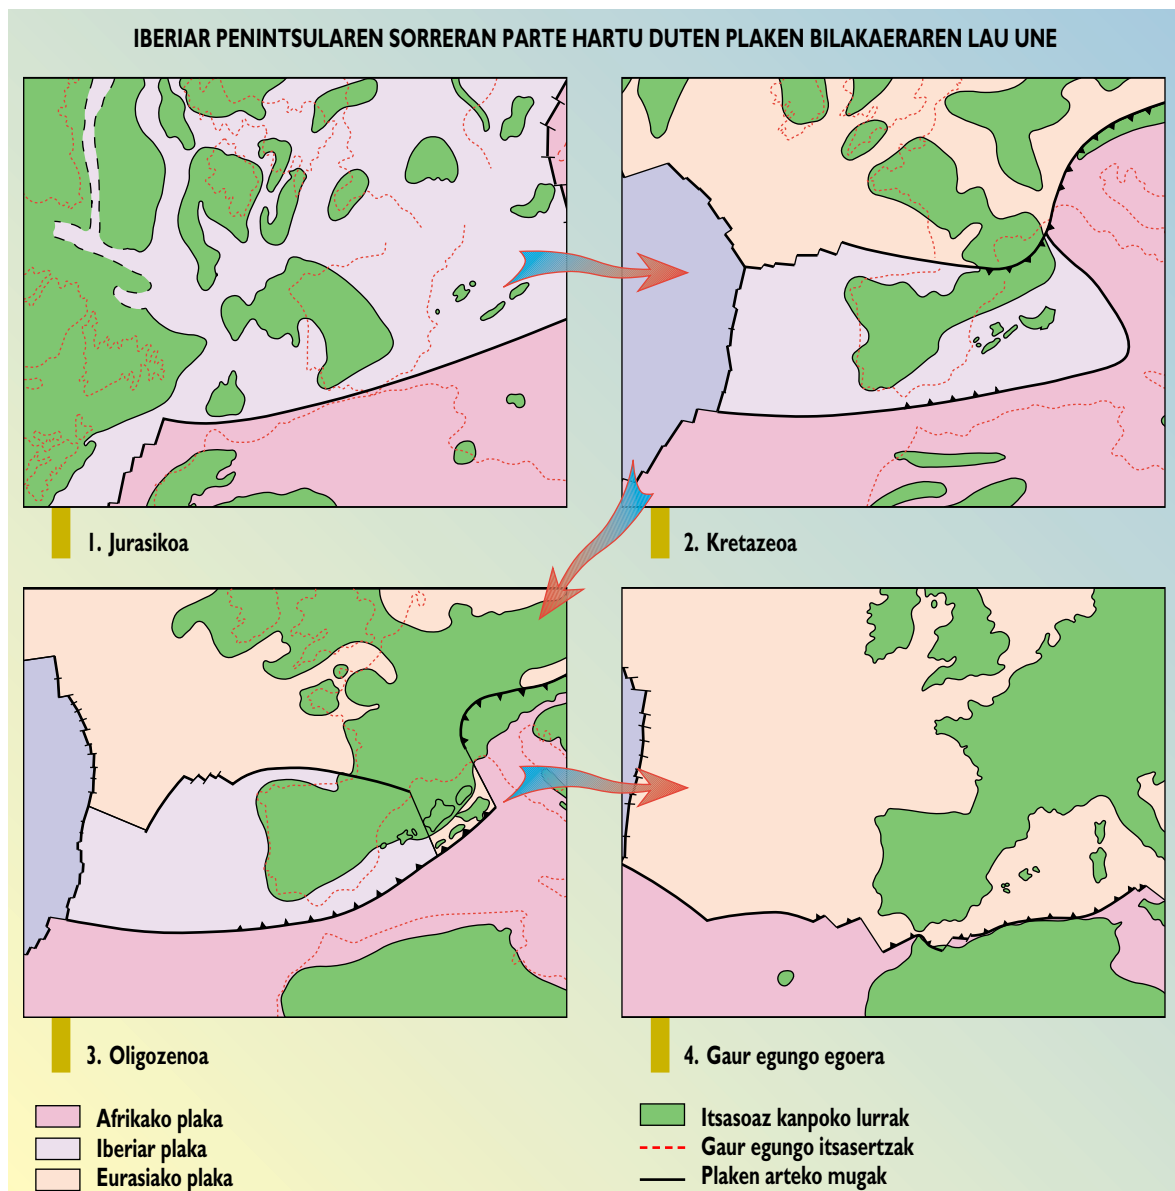 IBERIAR PENINTSULAREN SORRERAN PARTE HARTU DUTEN PLAKEN BILAKAERAREN LAU UNE
1. Jurasikoa
2. Kretazeoa
3. Oligozenoa
4. Gaur egungo egoera
Afrikako plaka
Iberiar plaka
Eurasiako plaka
Itsasoaz kanpoko lurrak
Gaur egungo itsasertzak
Plaken arteko mugak